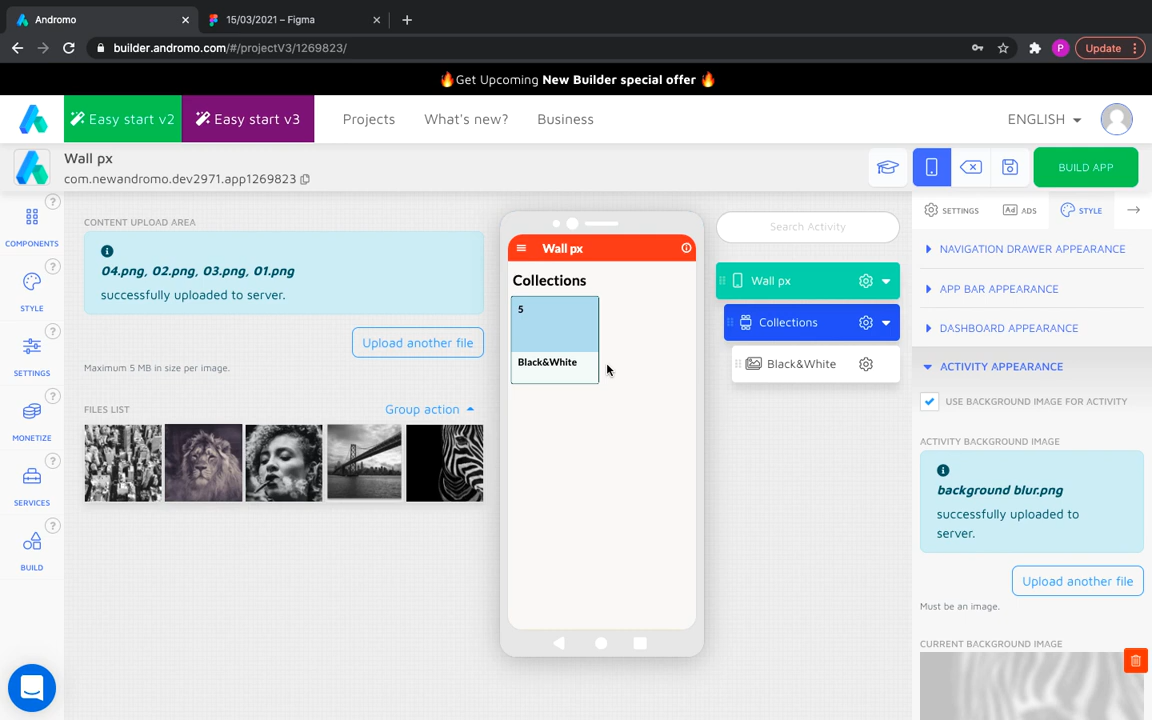 Andromo
15/03/2021 – Figma
builder.andromo.com/#/projectV3/1269823/
P
Update
🔥Get Upcoming New Builder special offer 🔥
Easy start v2
Easy start v3
Projects
What's new?
Business
ENGLISH
Wall px
com.newandromo.dev2971.app1269823
BUILD APP
?
COMPONENTS
?
STYLE
?
SETTINGS
?
MONETIZE
?
SERVICES
?
BUILD
CONTENT UPLOAD AREA
04.png, 02.png, 03.png, 01.png
successfully uploaded to server.
Upload another file
Maximum 5 MB in size per image.
FILES LIST
Group action
Wall px
Collections
5
Black&White
Search Activity
Wall px
Collections
Black&White
SETTINGS
Ad ADS
STYLE
NAVIGATION DRAWER APPEARANCE
APP BAR APPEARANCE
DASHBOARD APPEARANCE
ACTIVITY APPEARANCE
USE BACKGROUND IMAGE FOR ACTIVITY
ACTIVITY BACKGROUND IMAGE
background blur.png
successfully uploaded to
server.
Upload another file
Must be an image.
CURRENT BACKGROUND IMAGE